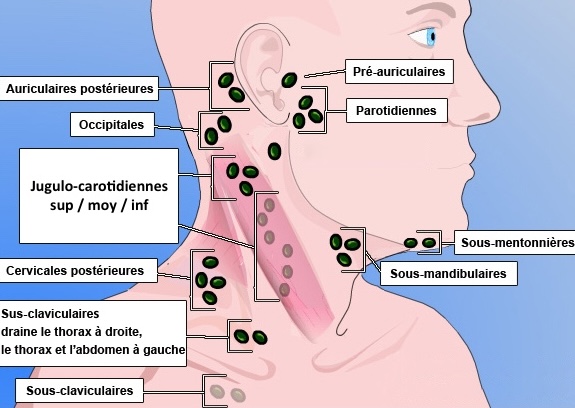 Pré-auriculaires
Auriculaires postérieures
Parotidiennes
Occipitales
Jugulo-carotidiennes
sup / moy / inf
Sous-mentonnières
Cervicales postérieures
Sous-mandibulaires
Sus-claviculaires
draine le thorax à droite,
le thorax et l'abdomen à gauche
Sous-claviculaires